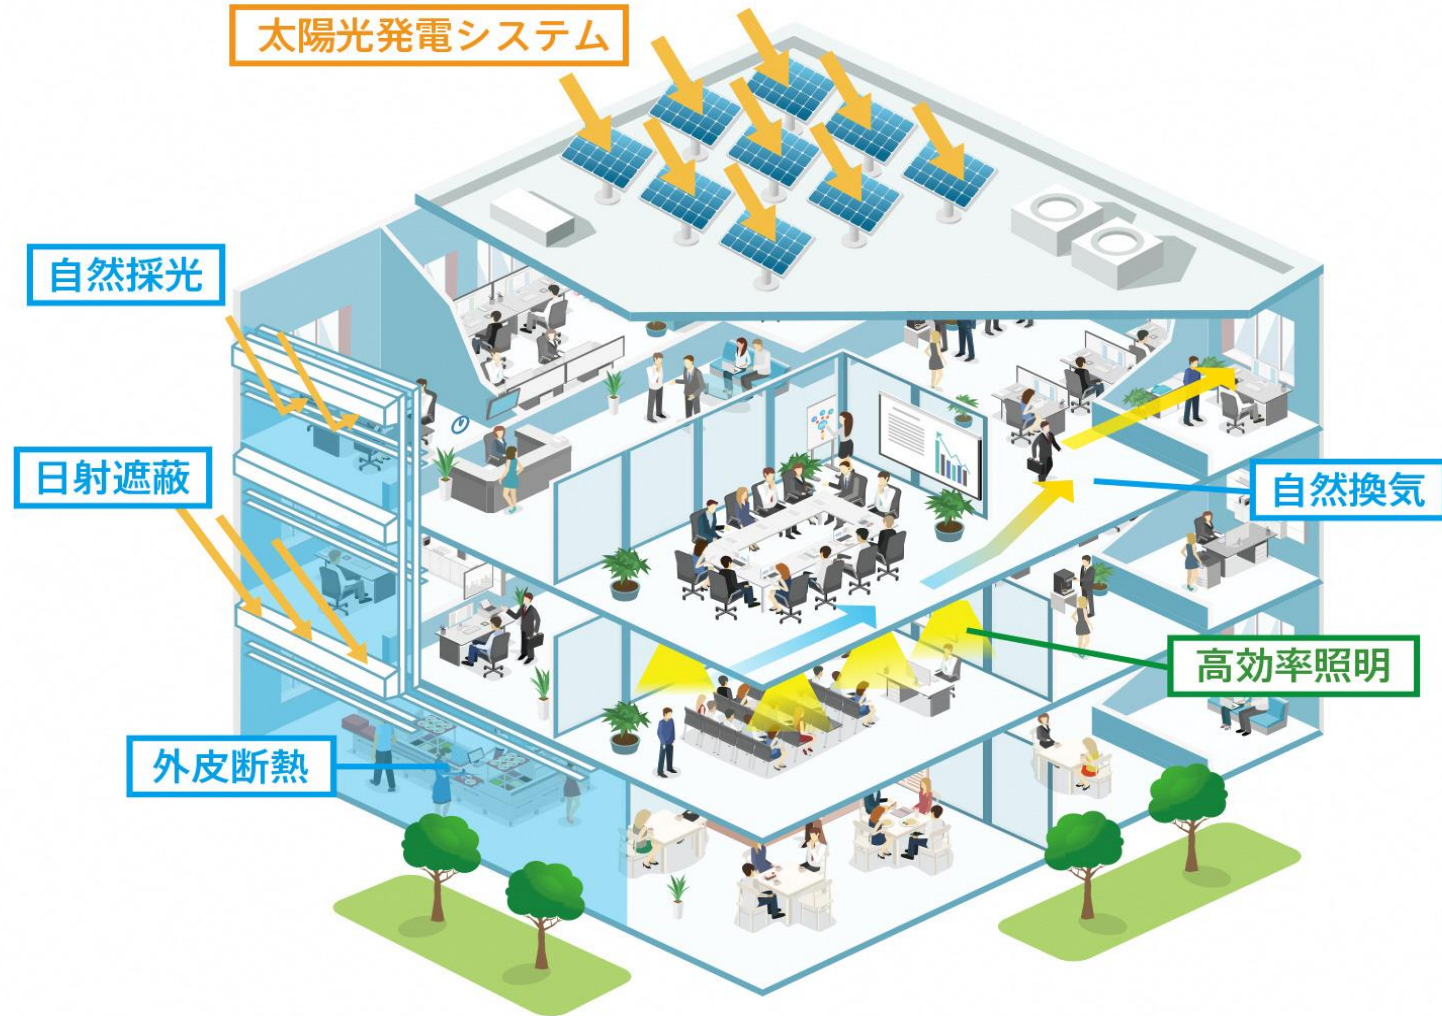 太陽光発電システム
自然採光
日射遮蔽
自然換気
高効率照明
外皮断熱